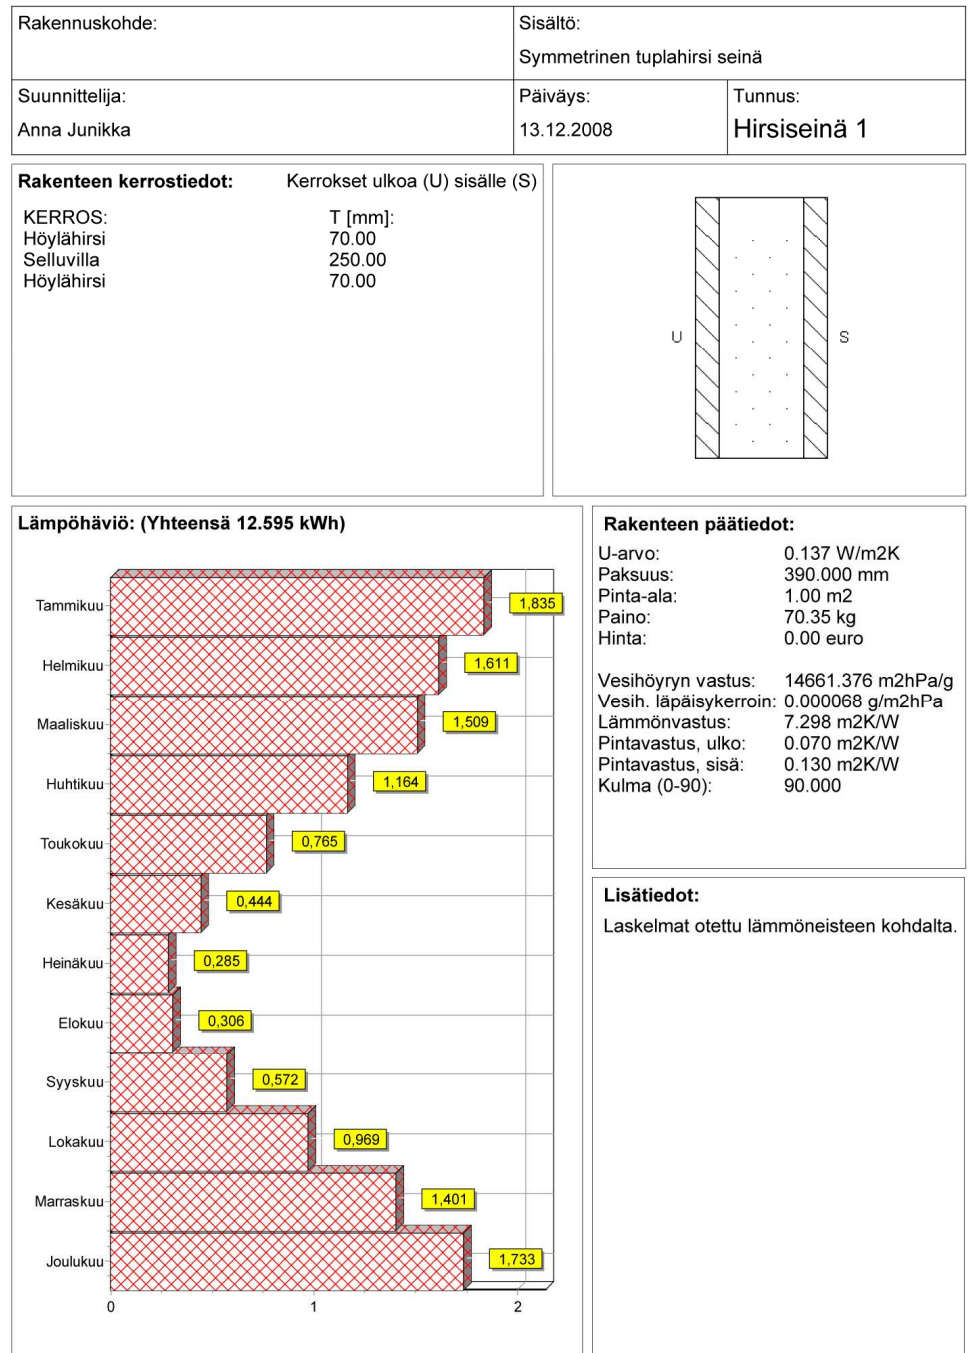 Rakennuskohde:
Sisältö:
Symmetrinen tuplahirsi seinä
Suunnittelija:
Anna Junikka
Päiväys:
13.12.2008
Tunnus:
Hirsiseinä 1
Rakenteen kerrostiedot: Kerrokset ulkoa (U) sisälle (S)
KERROS: T [mm]:
Höylähirsi 70.00
Selluvilla 250.00
Höylähirsi 70.00
U S
Lämpöhäviö: (Yhteensä 12.595 kWh)
Tammikuu 1,835
Helmikuu 1,611
Maaliskuu 1,509
Huhtikuu 1,164
Toukokuu 0,765
Kesäkuu 0,444
Heinäkuu 0,285
Elokuu 0,306
Syyskuu 0,572
Lokakuu 0,969
Marraskuu 1,401
Joulukuu 1,733
0 1 2
Rakenteen päätiedot:
U-arvo: 0.137 W/m2K
Paksuus: 390.000 mm
Pinta-ala: 1.00 m2
Paino: 70.35 kg
Hinta: 0.00 euro
Vesihöyryn vastus: 14661.376 m2hPa/g
Vesih. läpäisykerroin: 0.000068 g/m2hPa
Lämmönvastus: 7.298 m2K/W
Pintavastus, ulko: 0.070 m2K/W
Pintavastus, sisä: 0.130 m2K/W
Kulma (0-90): 90.000
Lisätiedot:
Laskelmat otettu lämmöneisteen kohdalta.